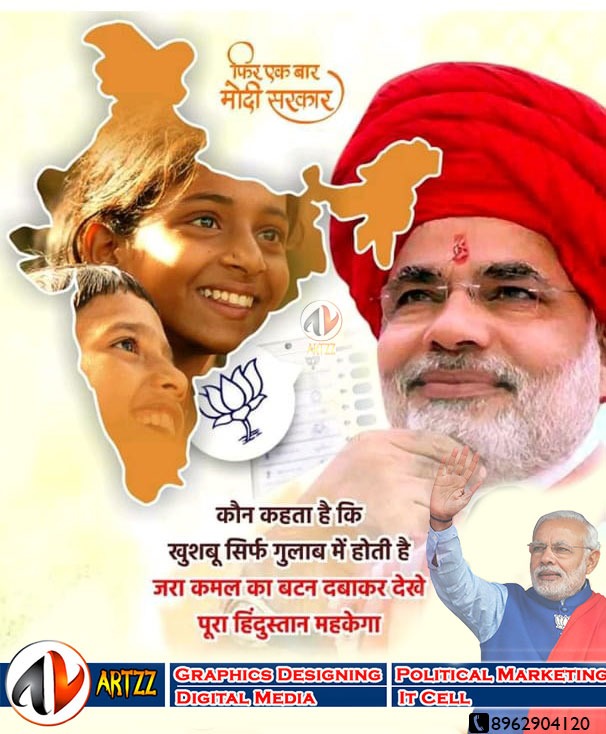 फिर एक बार
मोदी सरकार
ARTZZ
कौन कहता है कि
खुशबू सिर्फ गुलाब में होती है
जरा कमल का बटन दबाकर देखे
पूरा हिंदुस्तान महकेगा
ARTZZ
GRAPHICS DESIGNING
DIGITAL MEDIA
POLITICAL MARKETING
IT CELL
8962904120